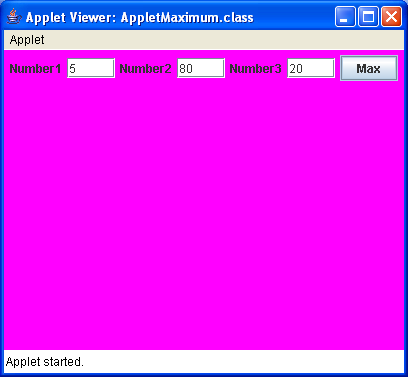 Applet Viewer: AppletMaximum.class
Applet
Number1 5 Number2 80 Number3 20 Max
Applet started.